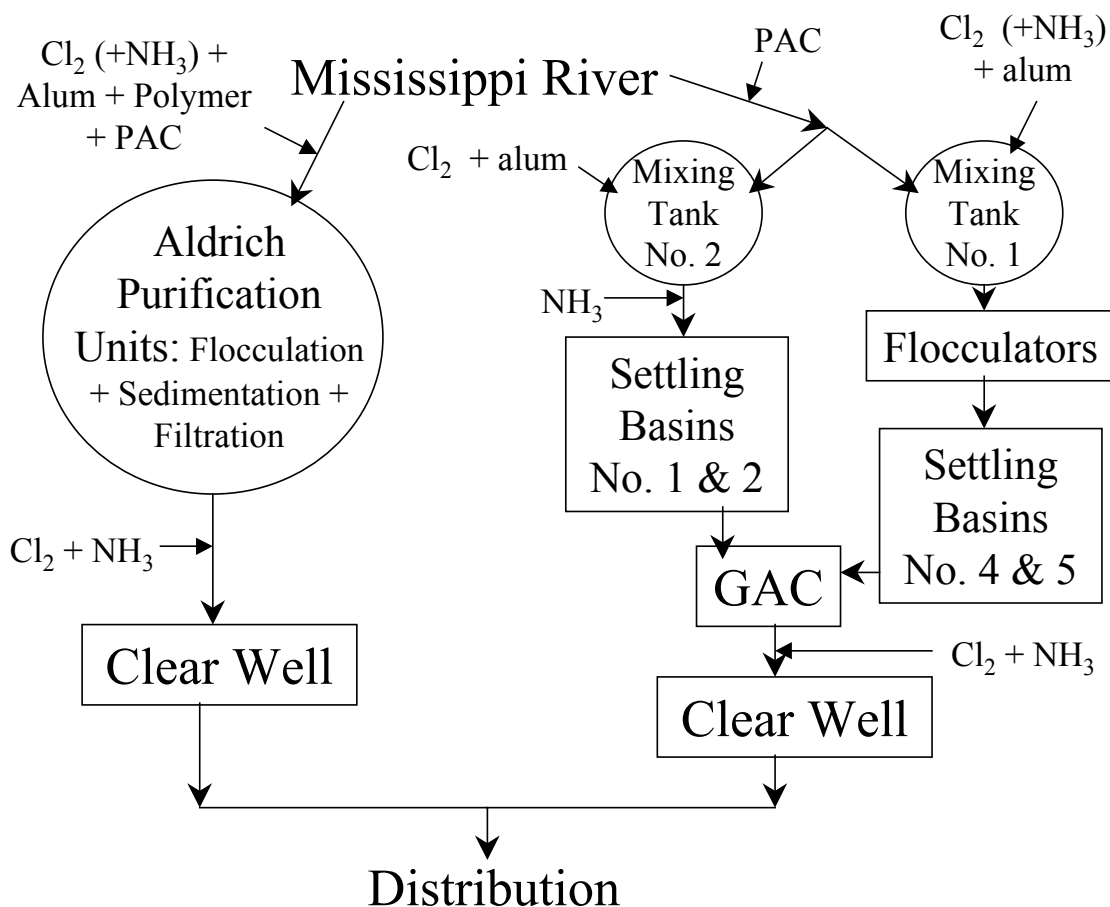 Cl₂ (+NH₃) +
Alum + Polymer
+ PAC
Mississippi River
PAC
Cl₂ (+NH₃)
+ alum
Cl₂ + alum
Mixing
Tank
No. 2
Mixing
Tank
No. 1
Aldrich
Purification
Units: Flocculation
+ Sedimentation +
Filtration
NH₃
Settling
Basins
No. 1 & 2
Flocculators
Settling
Basins
No. 4 & 5
Cl₂ + NH₃
GAC
Clear Well
Cl₂ + NH₃
Clear Well
Distribution